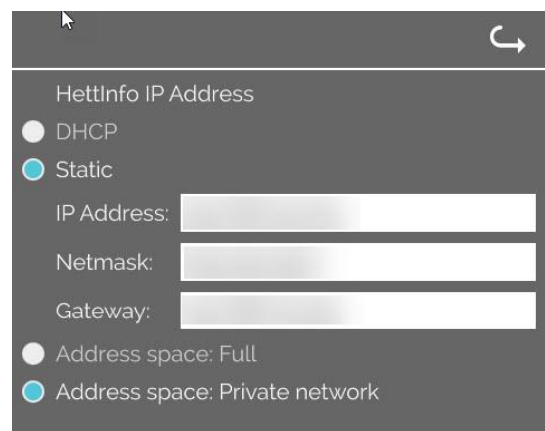 HettInfo IP Address
DHCP
Static
IP Address:
Netmask:
Gateway:
Address space: Full
Address space: Private network